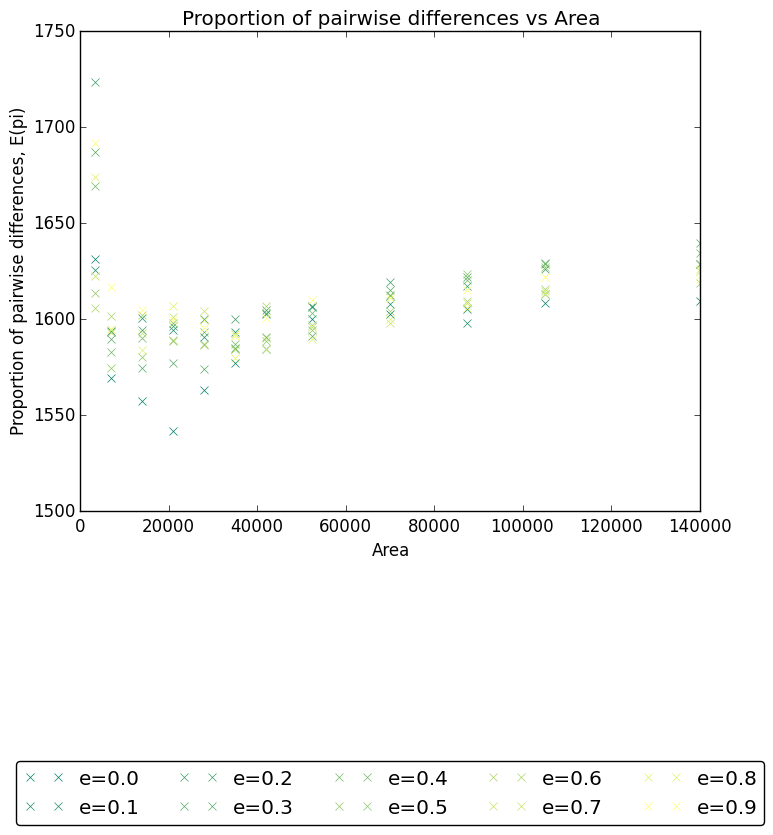 Proportion of pairwise differences vs Area
1750
1700
1650
1600
1550
1500
Proportion of pairwise differences, E(pi)
0 20000 40000 60000 80000 100000 120000 140000
Area
e=0.0 e=0.2 e=0.4 e=0.6 e=0.8
e=0.1 e=0.3 e=0.5 e=0.7 e=0.9